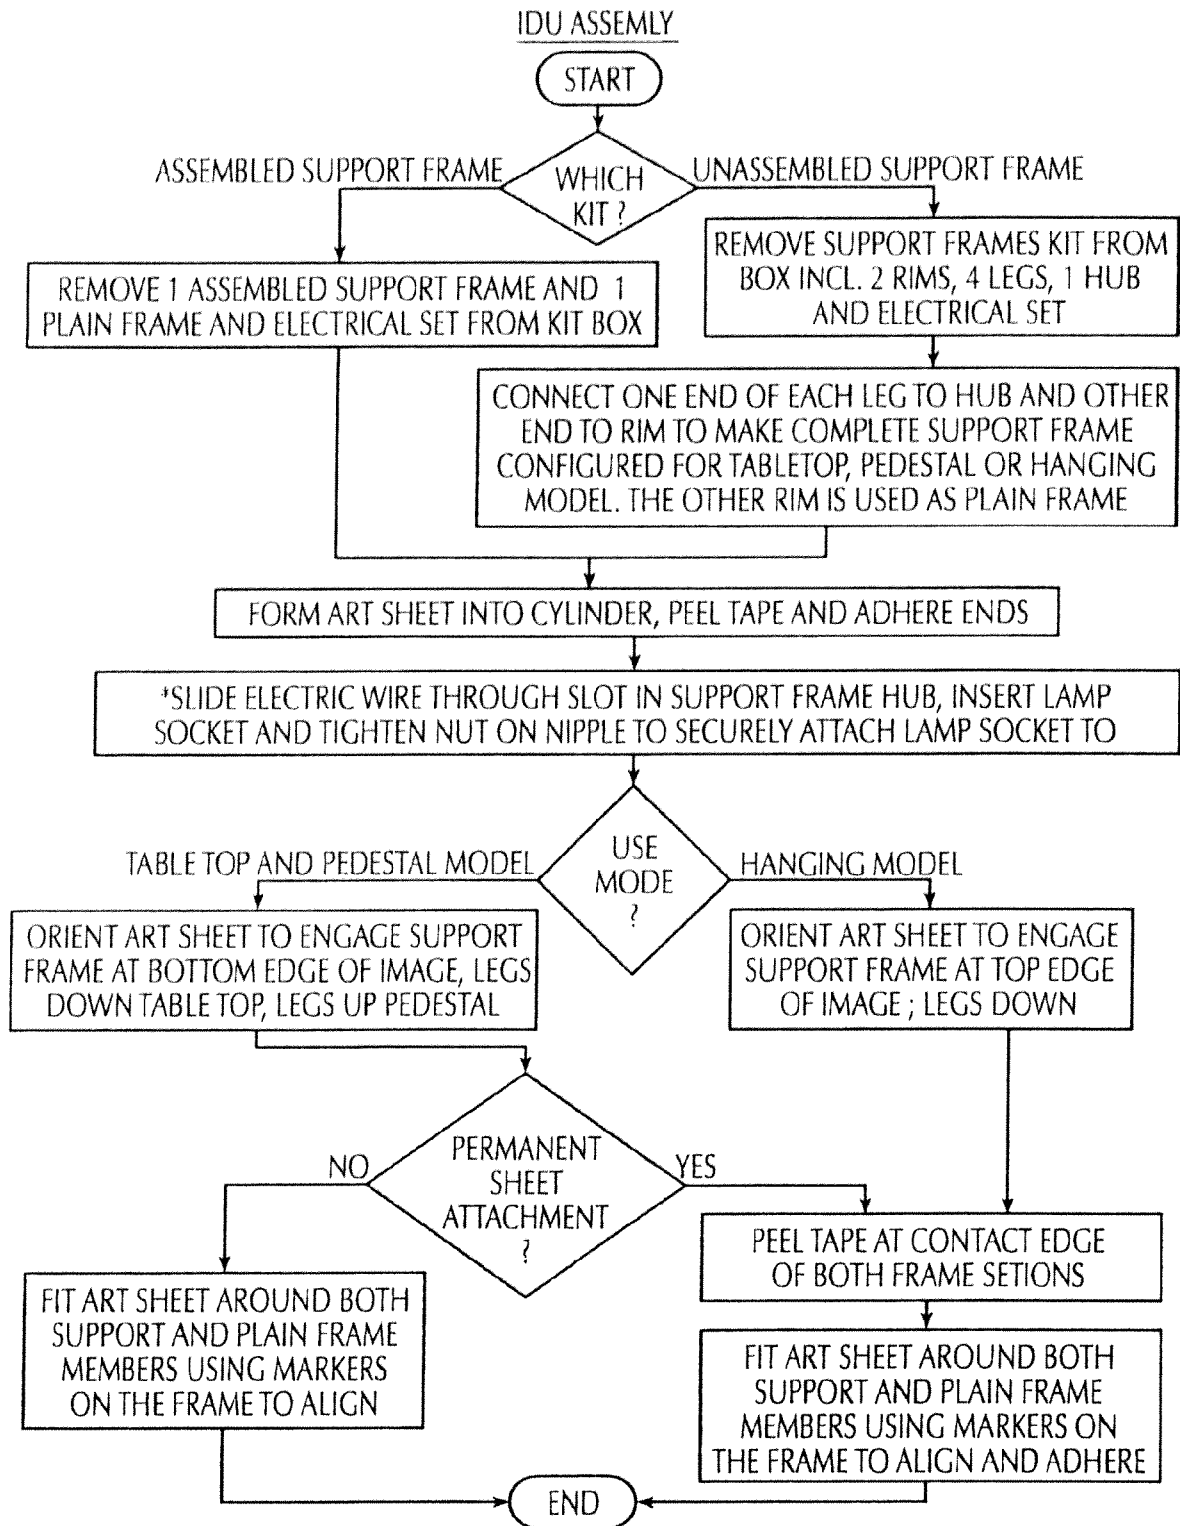 IDU ASSEMLY
START
WHICH
KIT ?
ASSEMBLED SUPPORT FRAME
UNASSEMBLED SUPPORT FRAME
REMOVE 1 ASSEMBLED SUPPORT FRAME AND 1
PLAIN FRAME AND ELECTRICAL SET FROM KIT BOX
REMOVE SUPPORT FRAMES KIT FROM
BOX INCL. 2 RIMS, 4 LEGS, 1 HUB
AND ELECTRICAL SET
CONNECT ONE END OF EACH LEG TO HUB AND OTHER
END TO RIM TO MAKE COMPLETE SUPPORT FRAME
CONFIGURED FOR TABLETOP, PEDESTAL OR HANGING
MODEL. THE OTHER RIM IS USED AS PLAIN FRAME
FORM ART SHEET INTO CYLINDER, PEEL TAPE AND ADHERE ENDS
*SLIDE ELECTRIC WIRE THROUGH SLOT IN SUPPORT FRAME HUB, INSERT LAMP
SOCKET AND TIGHTEN NUT ON NIPPLE TO SECURELY ATTACH LAMP SOCKET TO
USE
MODE
?
TABLE TOP AND PEDESTAL MODEL
HANGING MODEL
ORIENT ART SHEET TO ENGAGE SUPPORT
FRAME AT BOTTOM EDGE OF IMAGE, LEGS
DOWN TABLE TOP, LEGS UP PEDESTAL
ORIENT ART SHEET TO ENGAGE
SUPPORT FRAME AT TOP EDGE
OF IMAGE ; LEGS DOWN
PERMANENT
SHEET
ATTACHMENT
?
NO
YES
PEEL TAPE AT CONTACT EDGE
OF BOTH FRAME SETIONS
FIT ART SHEET AROUND BOTH
SUPPORT AND PLAIN FRAME
MEMBERS USING MARKERS
ON THE FRAME TO ALIGN
FIT ART SHEET AROUND BOTH
SUPPORT AND PLAIN FRAME
MEMBERS USING MARKERS ON
THE FRAME TO ALIGN AND ADHERE
END